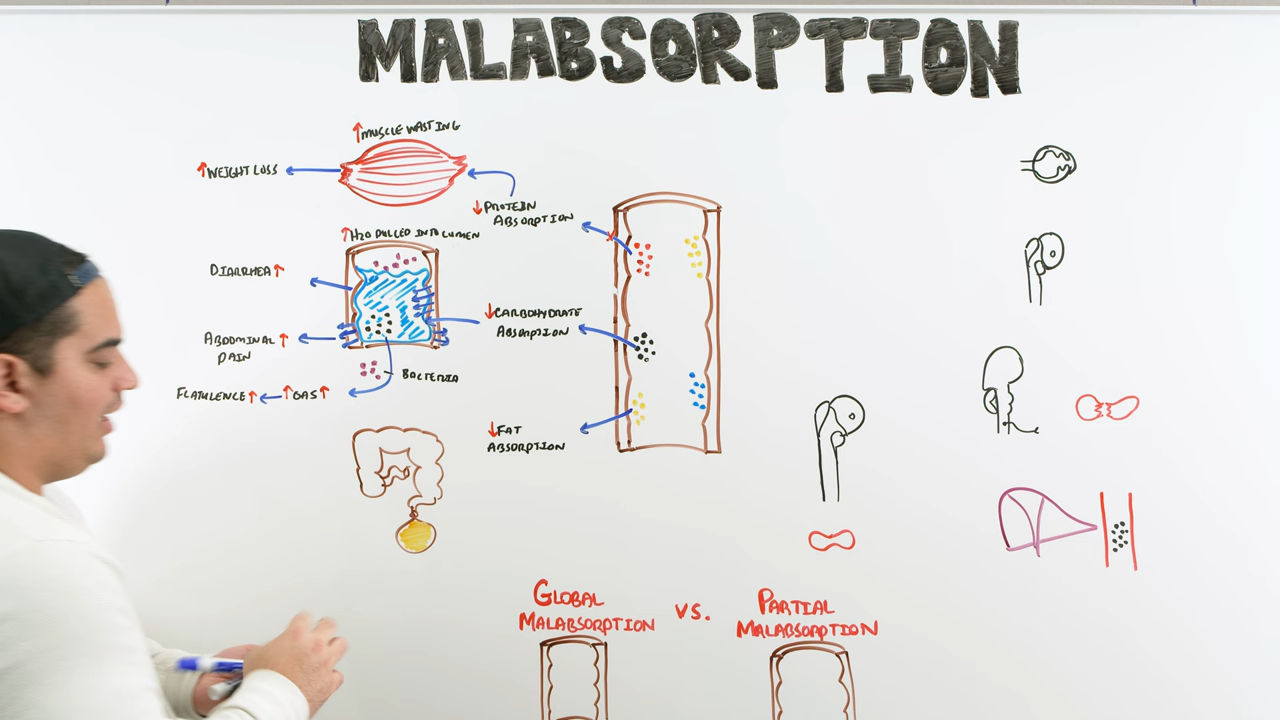 MALABSORPTION
↑MUSCLE WASTING
↑WEIGHT LOSS
↓PROTEIN
ABSORPTION
↑H2O PULLED INTO LUMEN
DIARRHEA↑
↓CARBOHYDRATE
ABSORPTION
ABDOMINAL↑
PAIN
BACTERIA
FLATULENCE↑←↑GAS↑
↓FAT
ABSORPTION
GLOBAL
MALABSORPTION
VS.
PARTIAL
MALABSORPTION